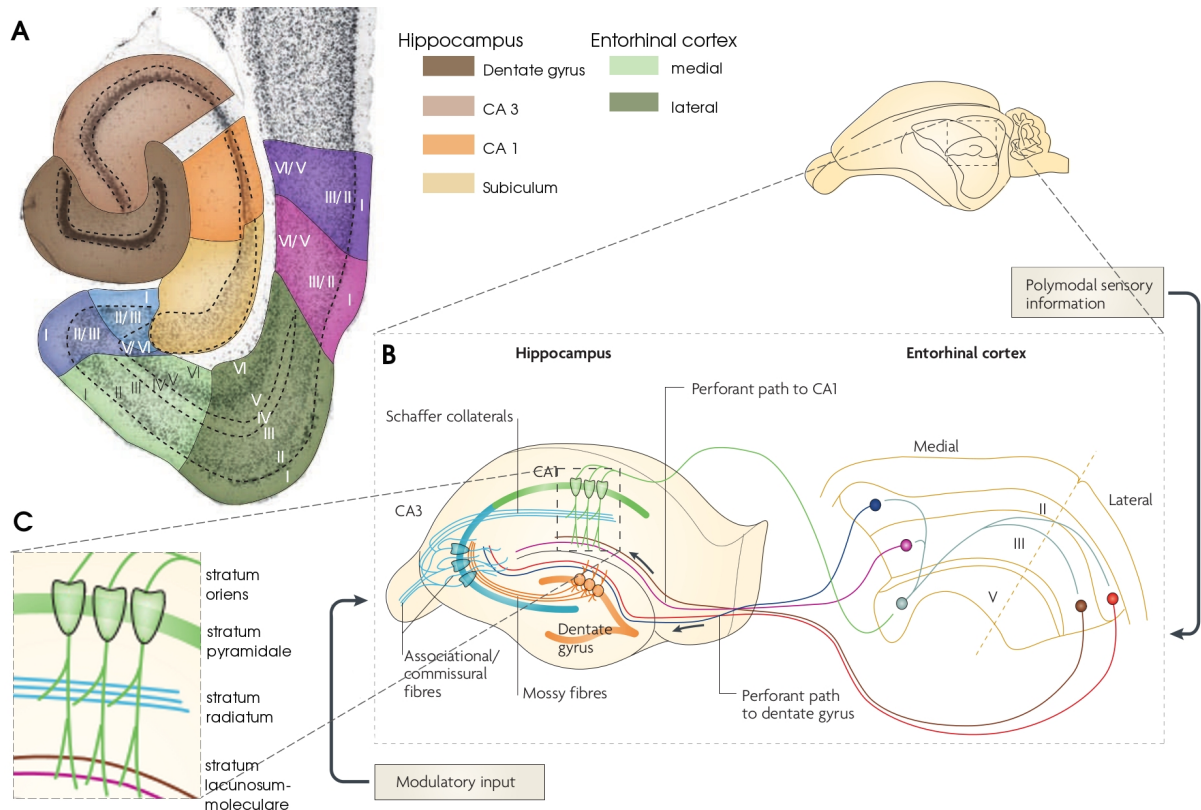 A
Hippocampus
Dentate gyrus
CA 3
CA 1
Subiculum
Entorhinal cortex
medial
lateral
VI/ V
III/ II
I
VI/ V
III/ II
I
I
II/ III
V/ VI
I
II/ III
I
II
III
IV
V
VI
VI
V
IV
III
II
I
Polymodal sensory
information
B
Hippocampus
Entorhinal cortex
Perforant path to CA1
Schaffer collaterals
CA1
CA3
Medial
Lateral
II
III
V
Dentate
gyrus
Associational/
commissural
fibres
Mossy fibres
Perforant path
to dentate gyrus
C
stratum
oriens
stratum
pyramidale
stratum
radiatum
stratum
lacunosum-
moleculare
Modulatory input